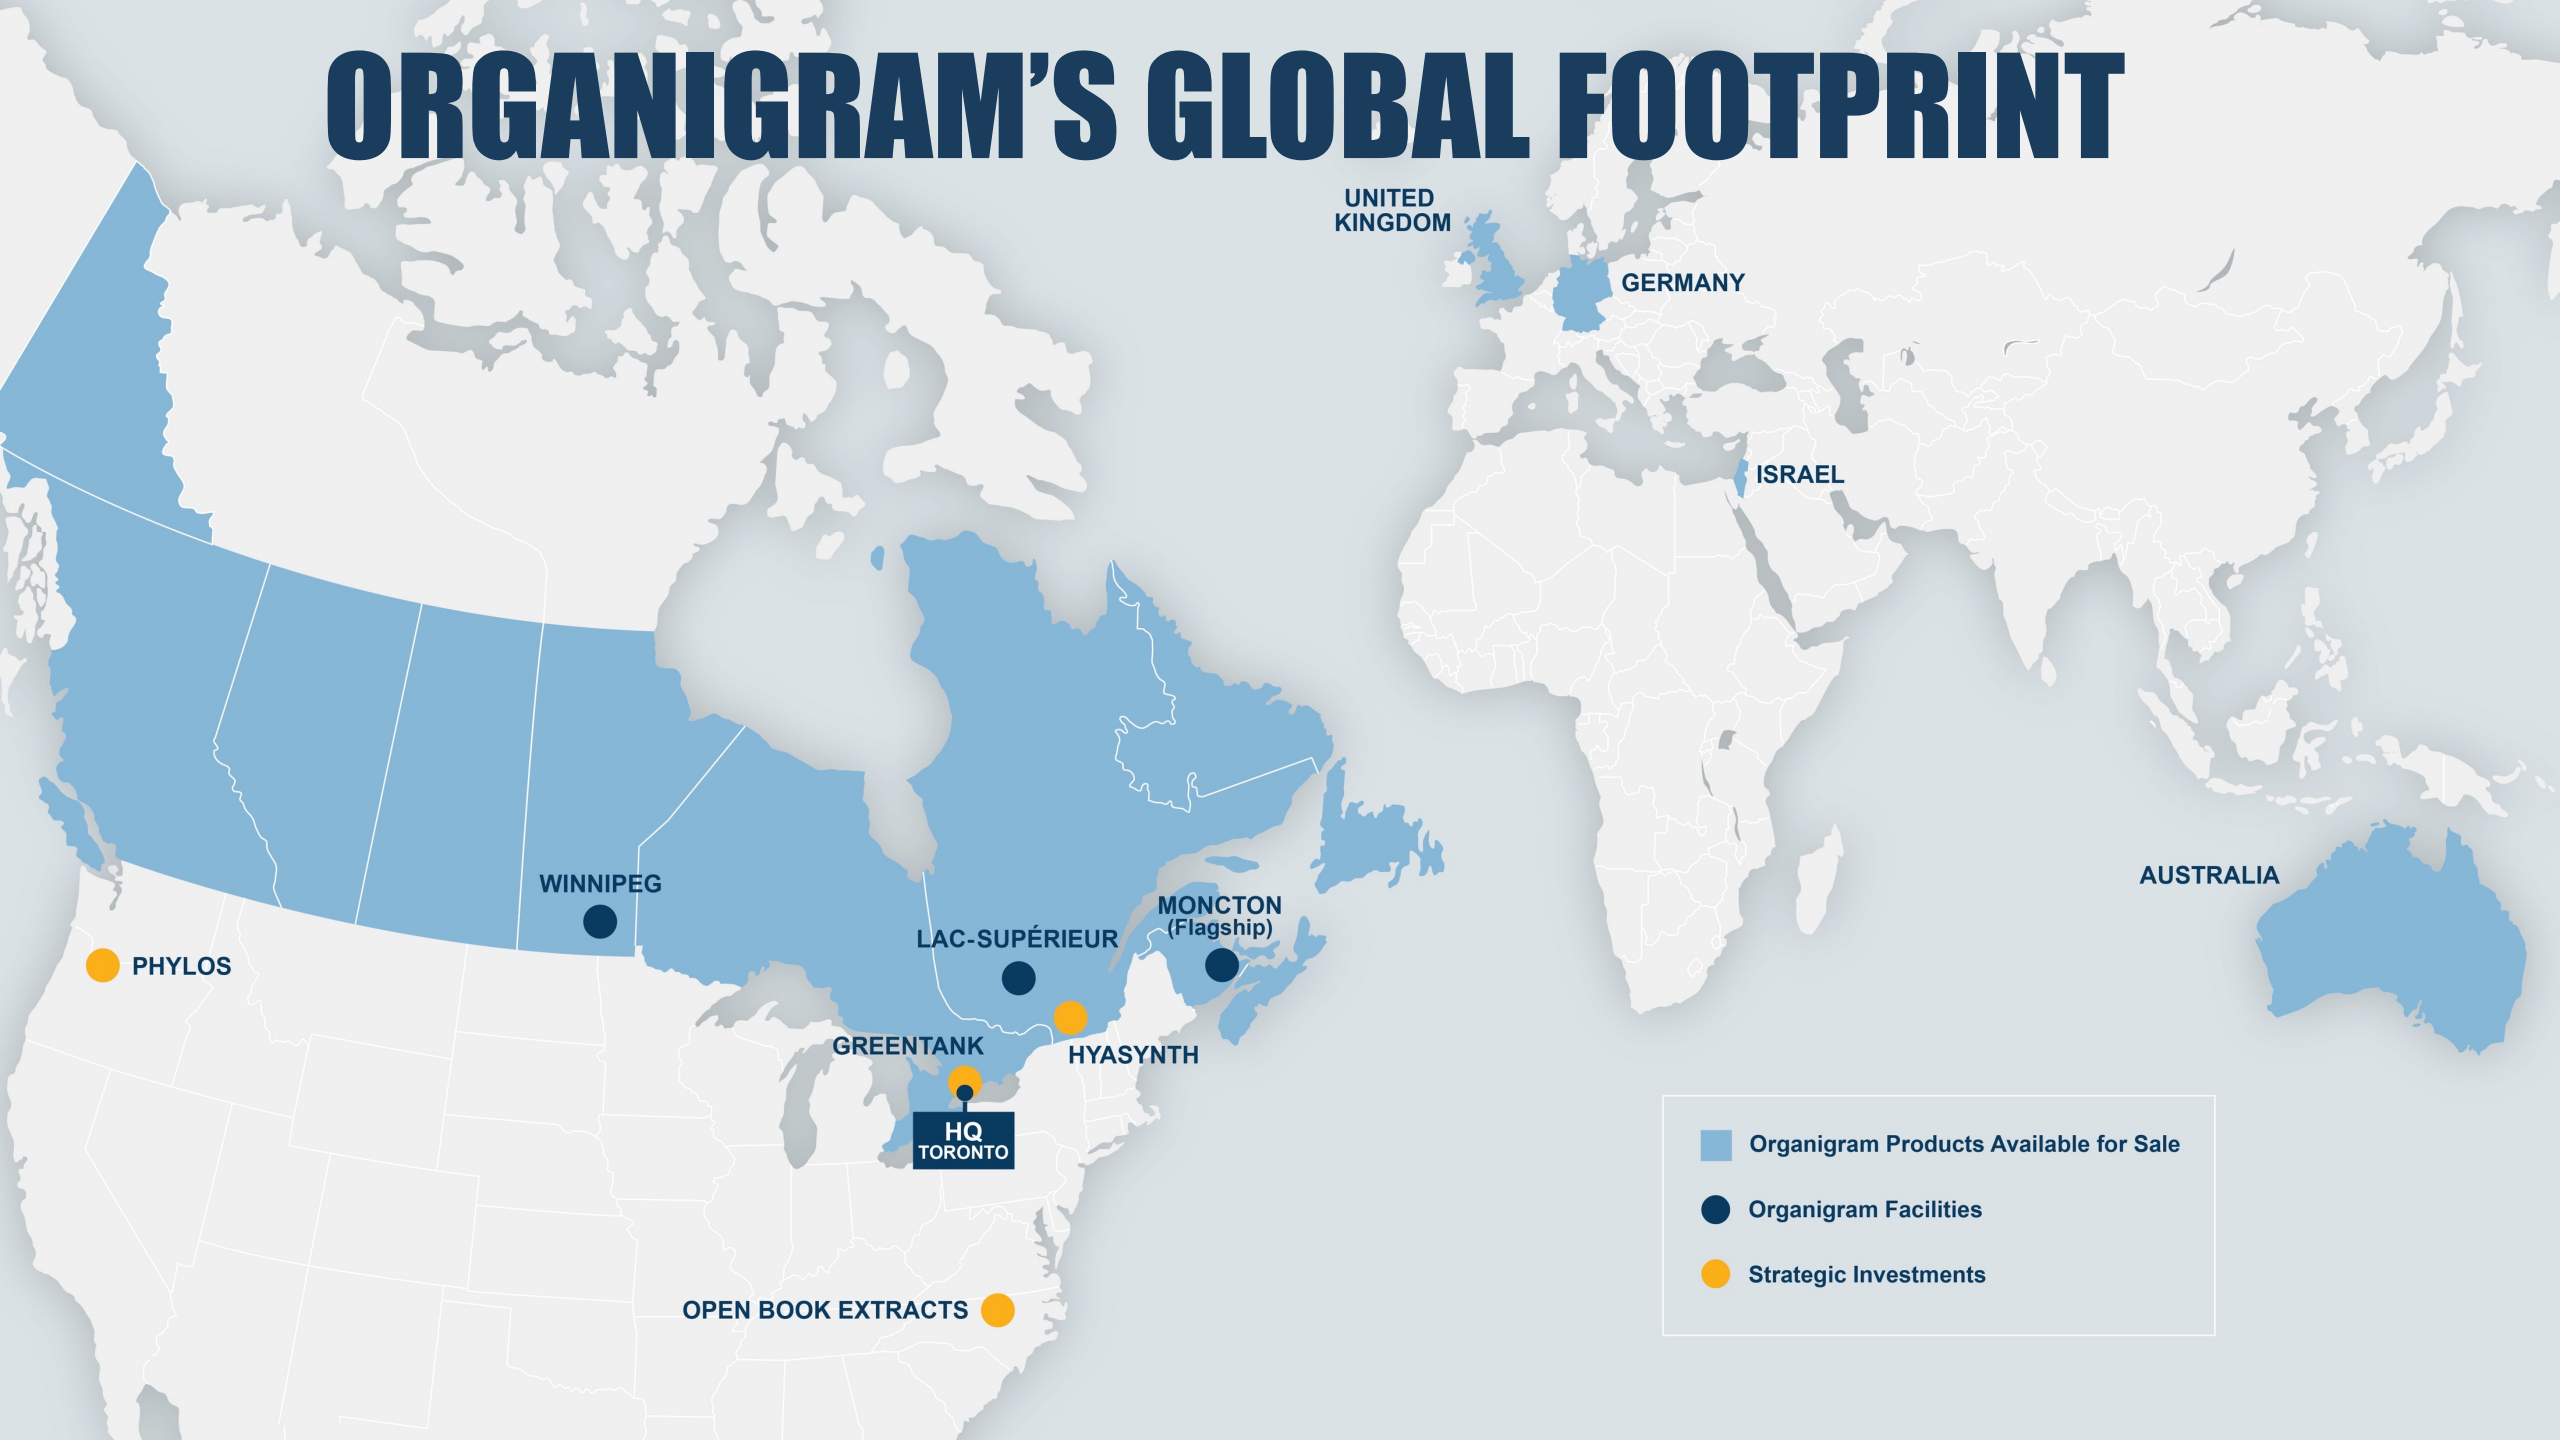 ORGANIGRAM’S GLOBAL FOOTPRINT
UNITED
KINGDOM
GERMANY
ISRAEL
AUSTRALIA
WINNIPEG
MONCTON
(Flagship)
LAC-SUPÉRIEUR
PHYLOS
GREENTANK
HYASYNTH
HQ
TORONTO
OPEN BOOK EXTRACTS
Organigram Products Available for Sale
Organigram Facilities
Strategic Investments